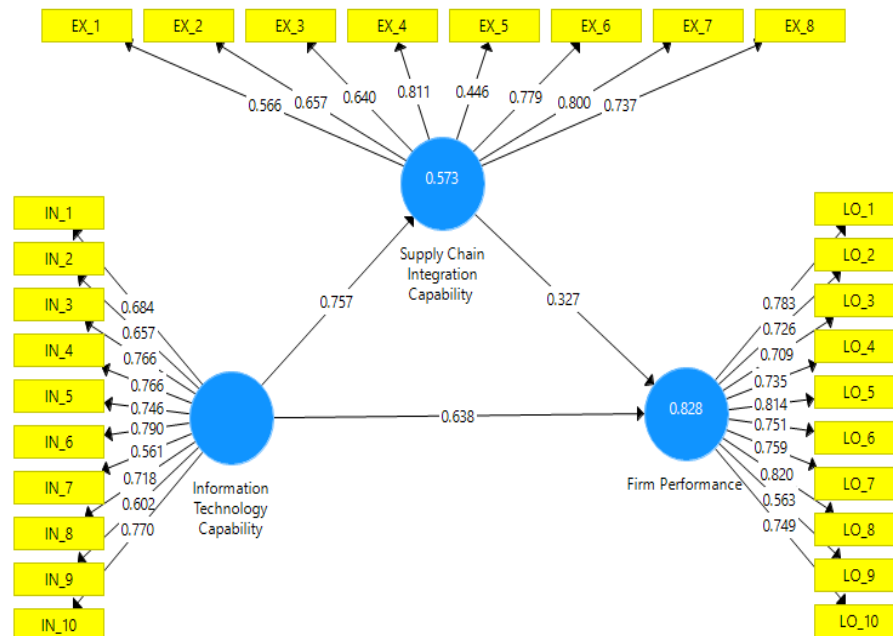 EX_1 EX_2 EX_3 EX_4 EX_5 EX_6 EX_7 EX_8
0.566 0.657 0.640 0.811 0.446 0.779 0.800 0.737
0.573
Supply Chain
Integration
Capability
IN_1
IN_2
IN_3
IN_4
IN_5
IN_6
IN_7
IN_8
IN_9
IN_10
0.684
0.657
0.766
0.766
0.746
0.790
0.561
0.718
0.602
0.770
Information
Technology
Capability
0.757
0.327
0.638
0.828
Firm Performance
0.783
0.726
0.709
0.735
0.814
0.751
0.759
0.820
0.563
0.749
LO_1
LO_2
LO_3
LO_4
LO_5
LO_6
LO_7
LO_8
LO_9
LO_10